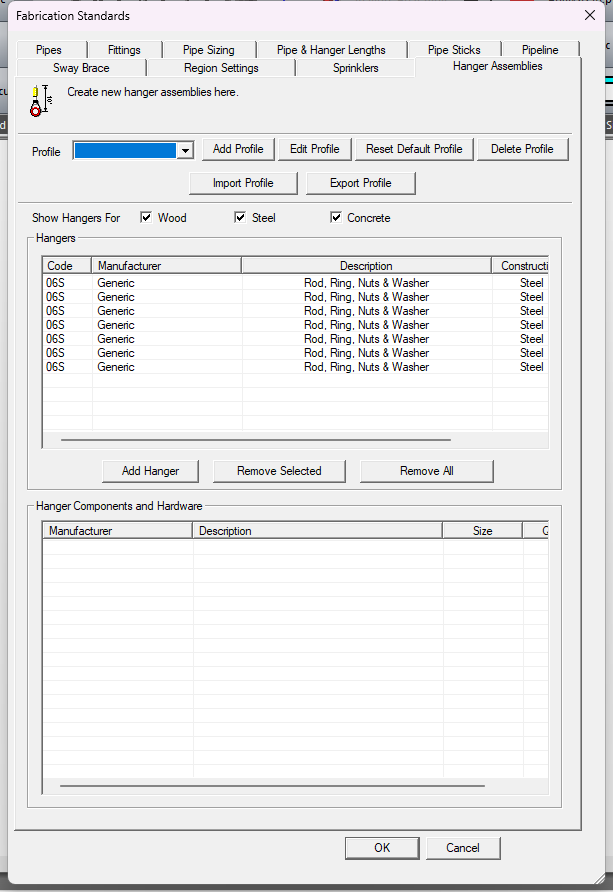 Fabrication Standards
Pipes Fittings Pipe Sizing Pipe & Hanger Lengths Pipe Sticks Pipeline
Sway Brace Region Settings Sprinklers Hanger Assemblies
Create new hanger assemblies here.
Profile Add Profile Edit Profile Reset Default Profile Delete Profile
Import Profile Export Profile
Show Hangers For Wood Steel Concrete
Hangers
Code Manufacturer Description Constructi
06S Generic Rod, Ring, Nuts & Washer Steel
06S Generic Rod, Ring, Nuts & Washer Steel
06S Generic Rod, Ring, Nuts & Washer Steel
06S Generic Rod, Ring, Nuts & Washer Steel
06S Generic Rod, Ring, Nuts & Washer Steel
06S Generic Rod, Ring, Nuts & Washer Steel
06S Generic Rod, Ring, Nuts & Washer Steel
Add Hanger Remove Selected Remove All
Hanger Components and Hardware
Manufacturer Description Size
OK Cancel